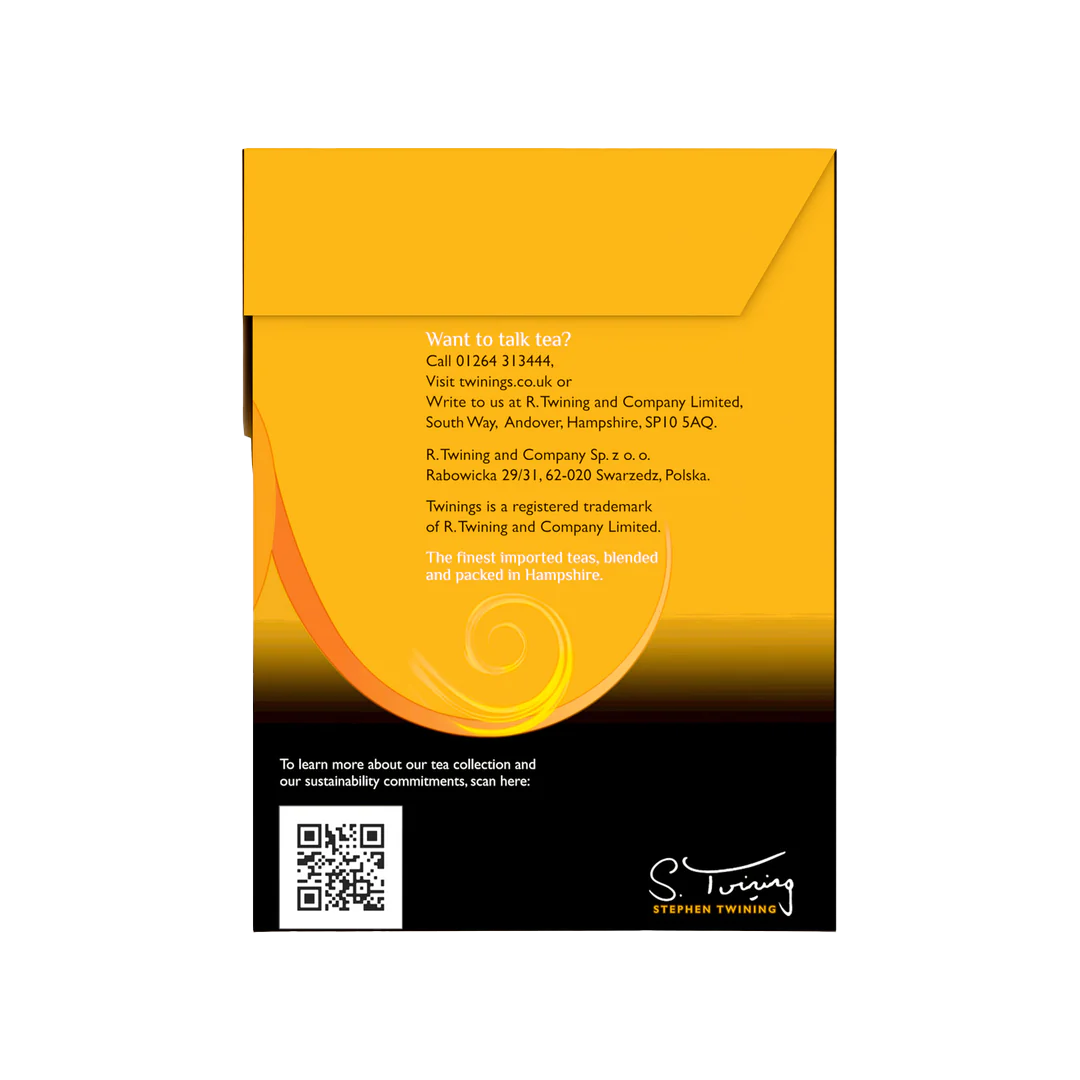 Want to talk tea?
Call 01264 313444,
Visit twinings.co.uk or
Write to us at R.Twining and Company Limited,
South Way, Andover, Hampshire, SP10 5AQ.
R.Twining and Company Sp. z o. o.
Rabowicka 29/31, 62-020 Swarzedz, Polska.
Twinings is a registered trademark
of R.Twining and Company Limited.
The finest imported teas, blended
and packed in Hampshire.
To learn more about our tea collection and
our sustainability commitments, scan here:
S. Twining
STEPHEN TWINING